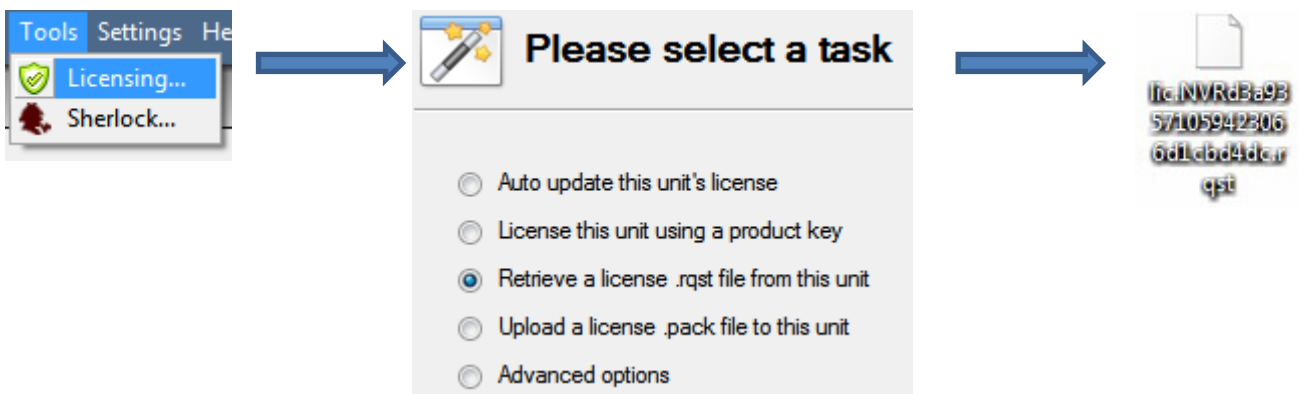 Tools Settings He
Licensing...
Sherlock...
Please select a task
Auto update this unit's license
License this unit using a product key
Retrieve a license .rqst file from this unit
Upload a license .pack file to this unit
Advanced options
lic.NVRd3a93
57105942306
6d1cbd4dc.r
qst